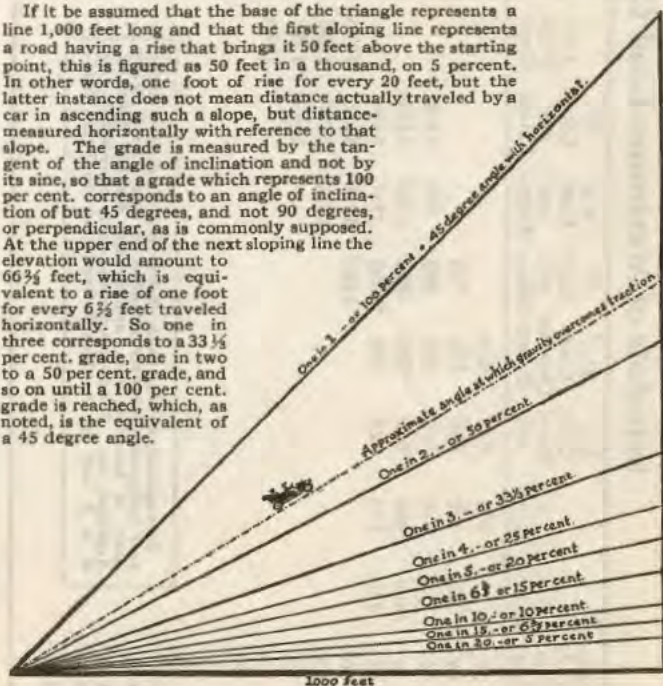 If it be assumed that the base of the triangle represents a
line 1,000 feet long and that the first sloping line represents
a road having a rise that brings it 50 feet above the starting
point, this is figured as 50 feet in a thousand, on 5 percent.
In other words, one foot of rise for every 20 feet, but the
latter instance does not mean distance actually traveled by a
car in ascending such a slope, but distance-
measured horizontally with reference to that
slope. The grade is measured by the tan-
gent of the angle of inclination and not by
its sine, so that a grade which represents 100
per cent. corresponds to an angle of inclina-
tion of but 45 degrees, and not 90 degrees,
or perpendicular, as is commonly supposed.
At the upper end of the next sloping line the
elevation would amount to
66⅔ feet, which is equi-
valent to a rise of one foot
for every 6⅔ feet traveled
horizontally. So one in
three corresponds to a 33⅓
per cent. grade, one in two
to a 50 per cent. grade, and
so on until a 100 per cent.
grade is reached, which, as
noted, is the equivalent of
a 45 degree angle.
One in 1. - or 100 percent • 45 degree angle with horizontal.
Approximate angle at which gravity overcomes traction
One in 2. - or 50 percent.
One in 3. - or 33⅓ percent.
One in 4. - or 25 percent.
One in 5. - or 20 percent
One in 6⅔ or 15 percent.
One in 10. - or 10 percent.
One in 15. - or 6⅔ percent
One in 20. - or 5 percent
1000 feet